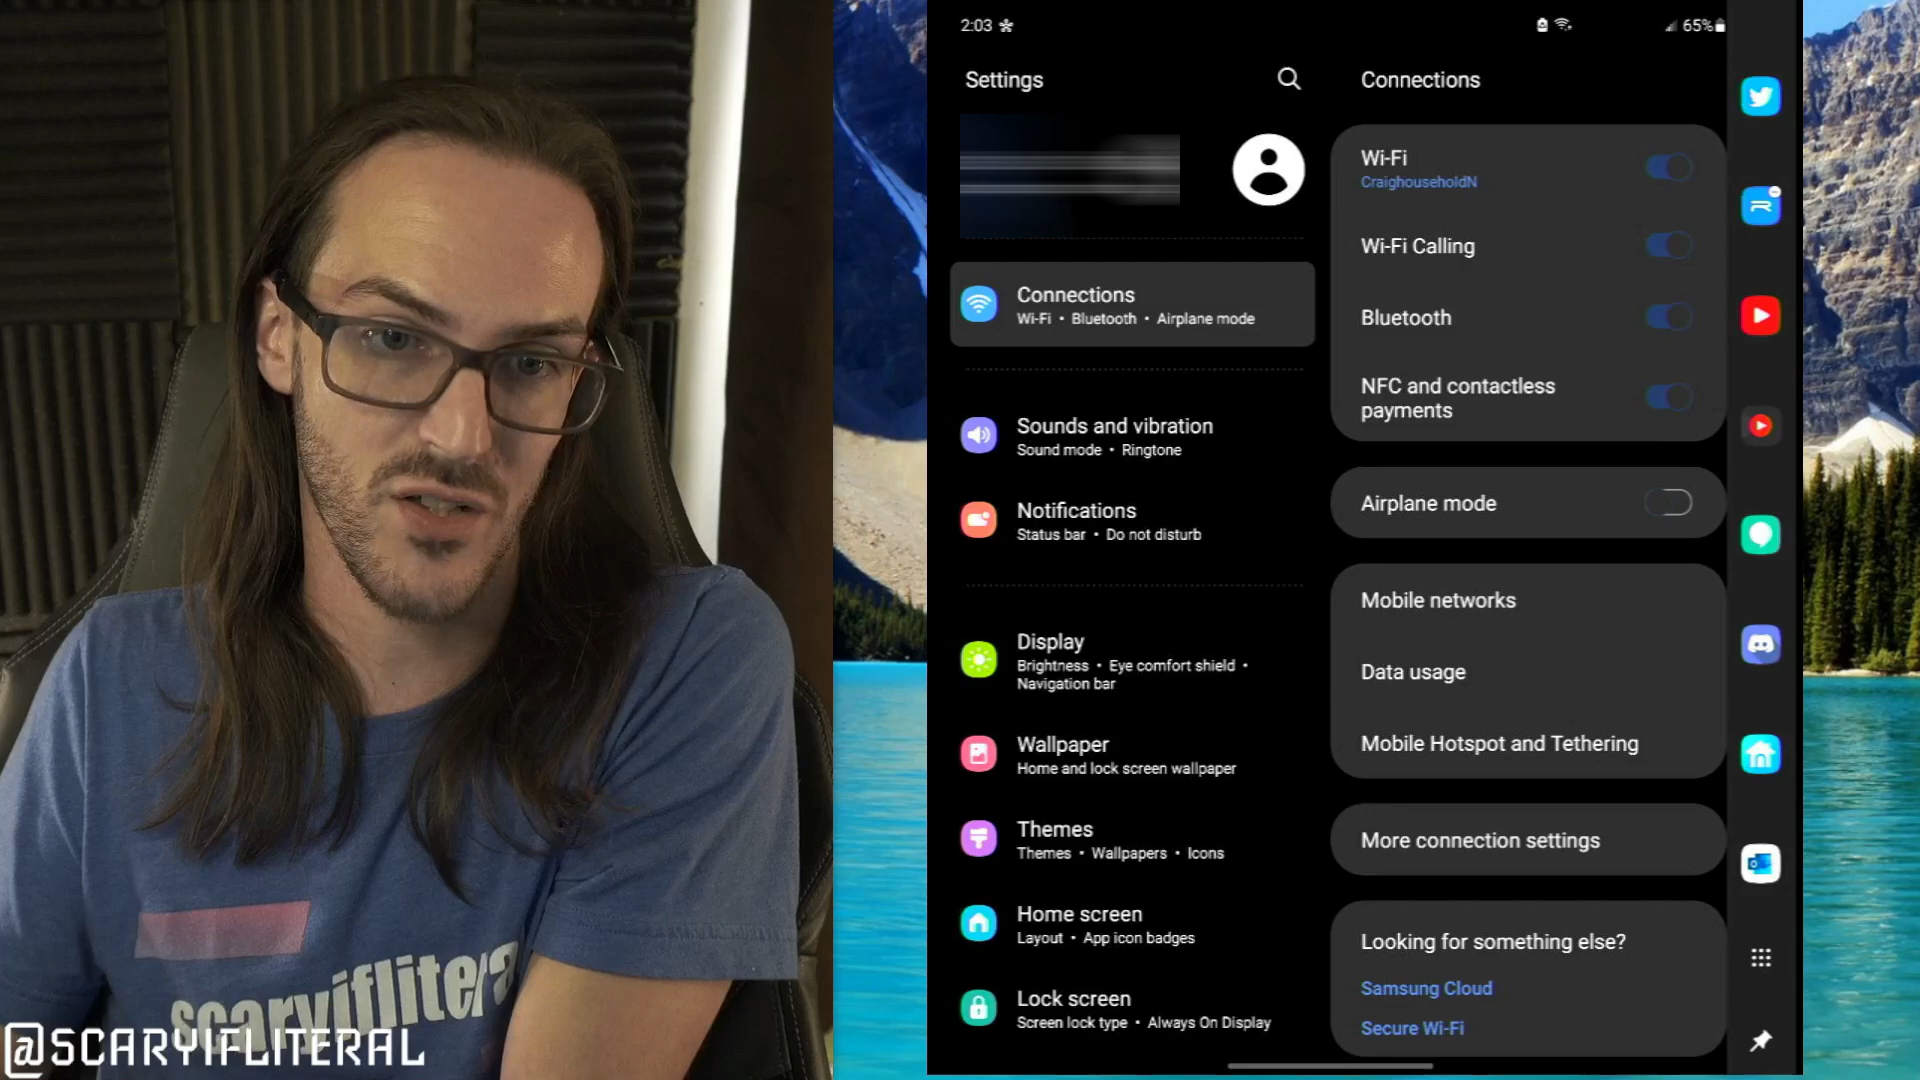 2:03
65%
Settings
Connections
Wi-Fi • Bluetooth • Airplane mode
Sounds and vibration
Sound mode • Ringtone
Notifications
Status bar • Do not disturb
Display
Brightness • Eye comfort shield •
Navigation bar
Wallpaper
Home and lock screen wallpaper
Themes
Themes • Wallpapers • Icons
Home screen
Layout • App icon badges
Lock screen
Screen lock type • Always On Display
Connections
Wi-Fi
CraighouseholdN
Wi-Fi Calling
Bluetooth
NFC and contactless
payments
Airplane mode
Mobile networks
Data usage
Mobile Hotspot and Tethering
More connection settings
Looking for something else?
Samsung Cloud
Secure Wi-Fi
scaryifliteral
@SCARYIFLITERAL